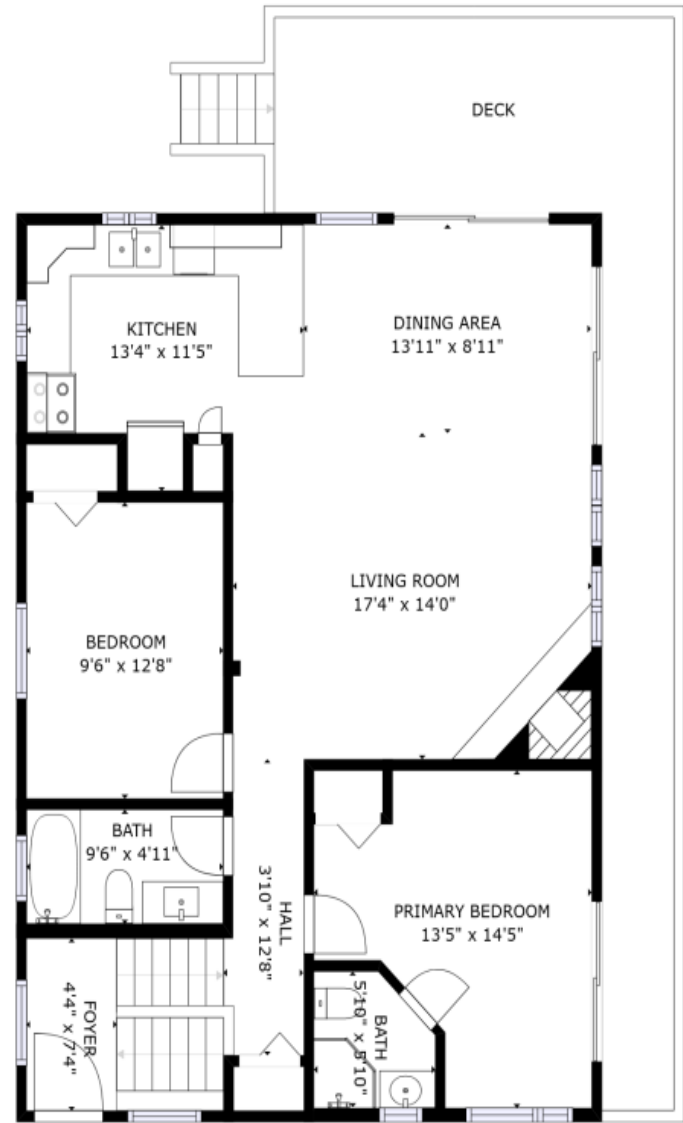 DECK
KITCHEN
13'4" x 11'5"
DINING AREA
13'11" x 8'11"
LIVING ROOM
17'4" x 14'0"
BEDROOM
9'6" x 12'8"
BATH
9'6" x 4'11"
HALL
3'10" x 12'8"
PRIMARY BEDROOM
13'5" x 14'5"
FOYER
4'4" x 7'4"
BATH
5'10" x 5'10"